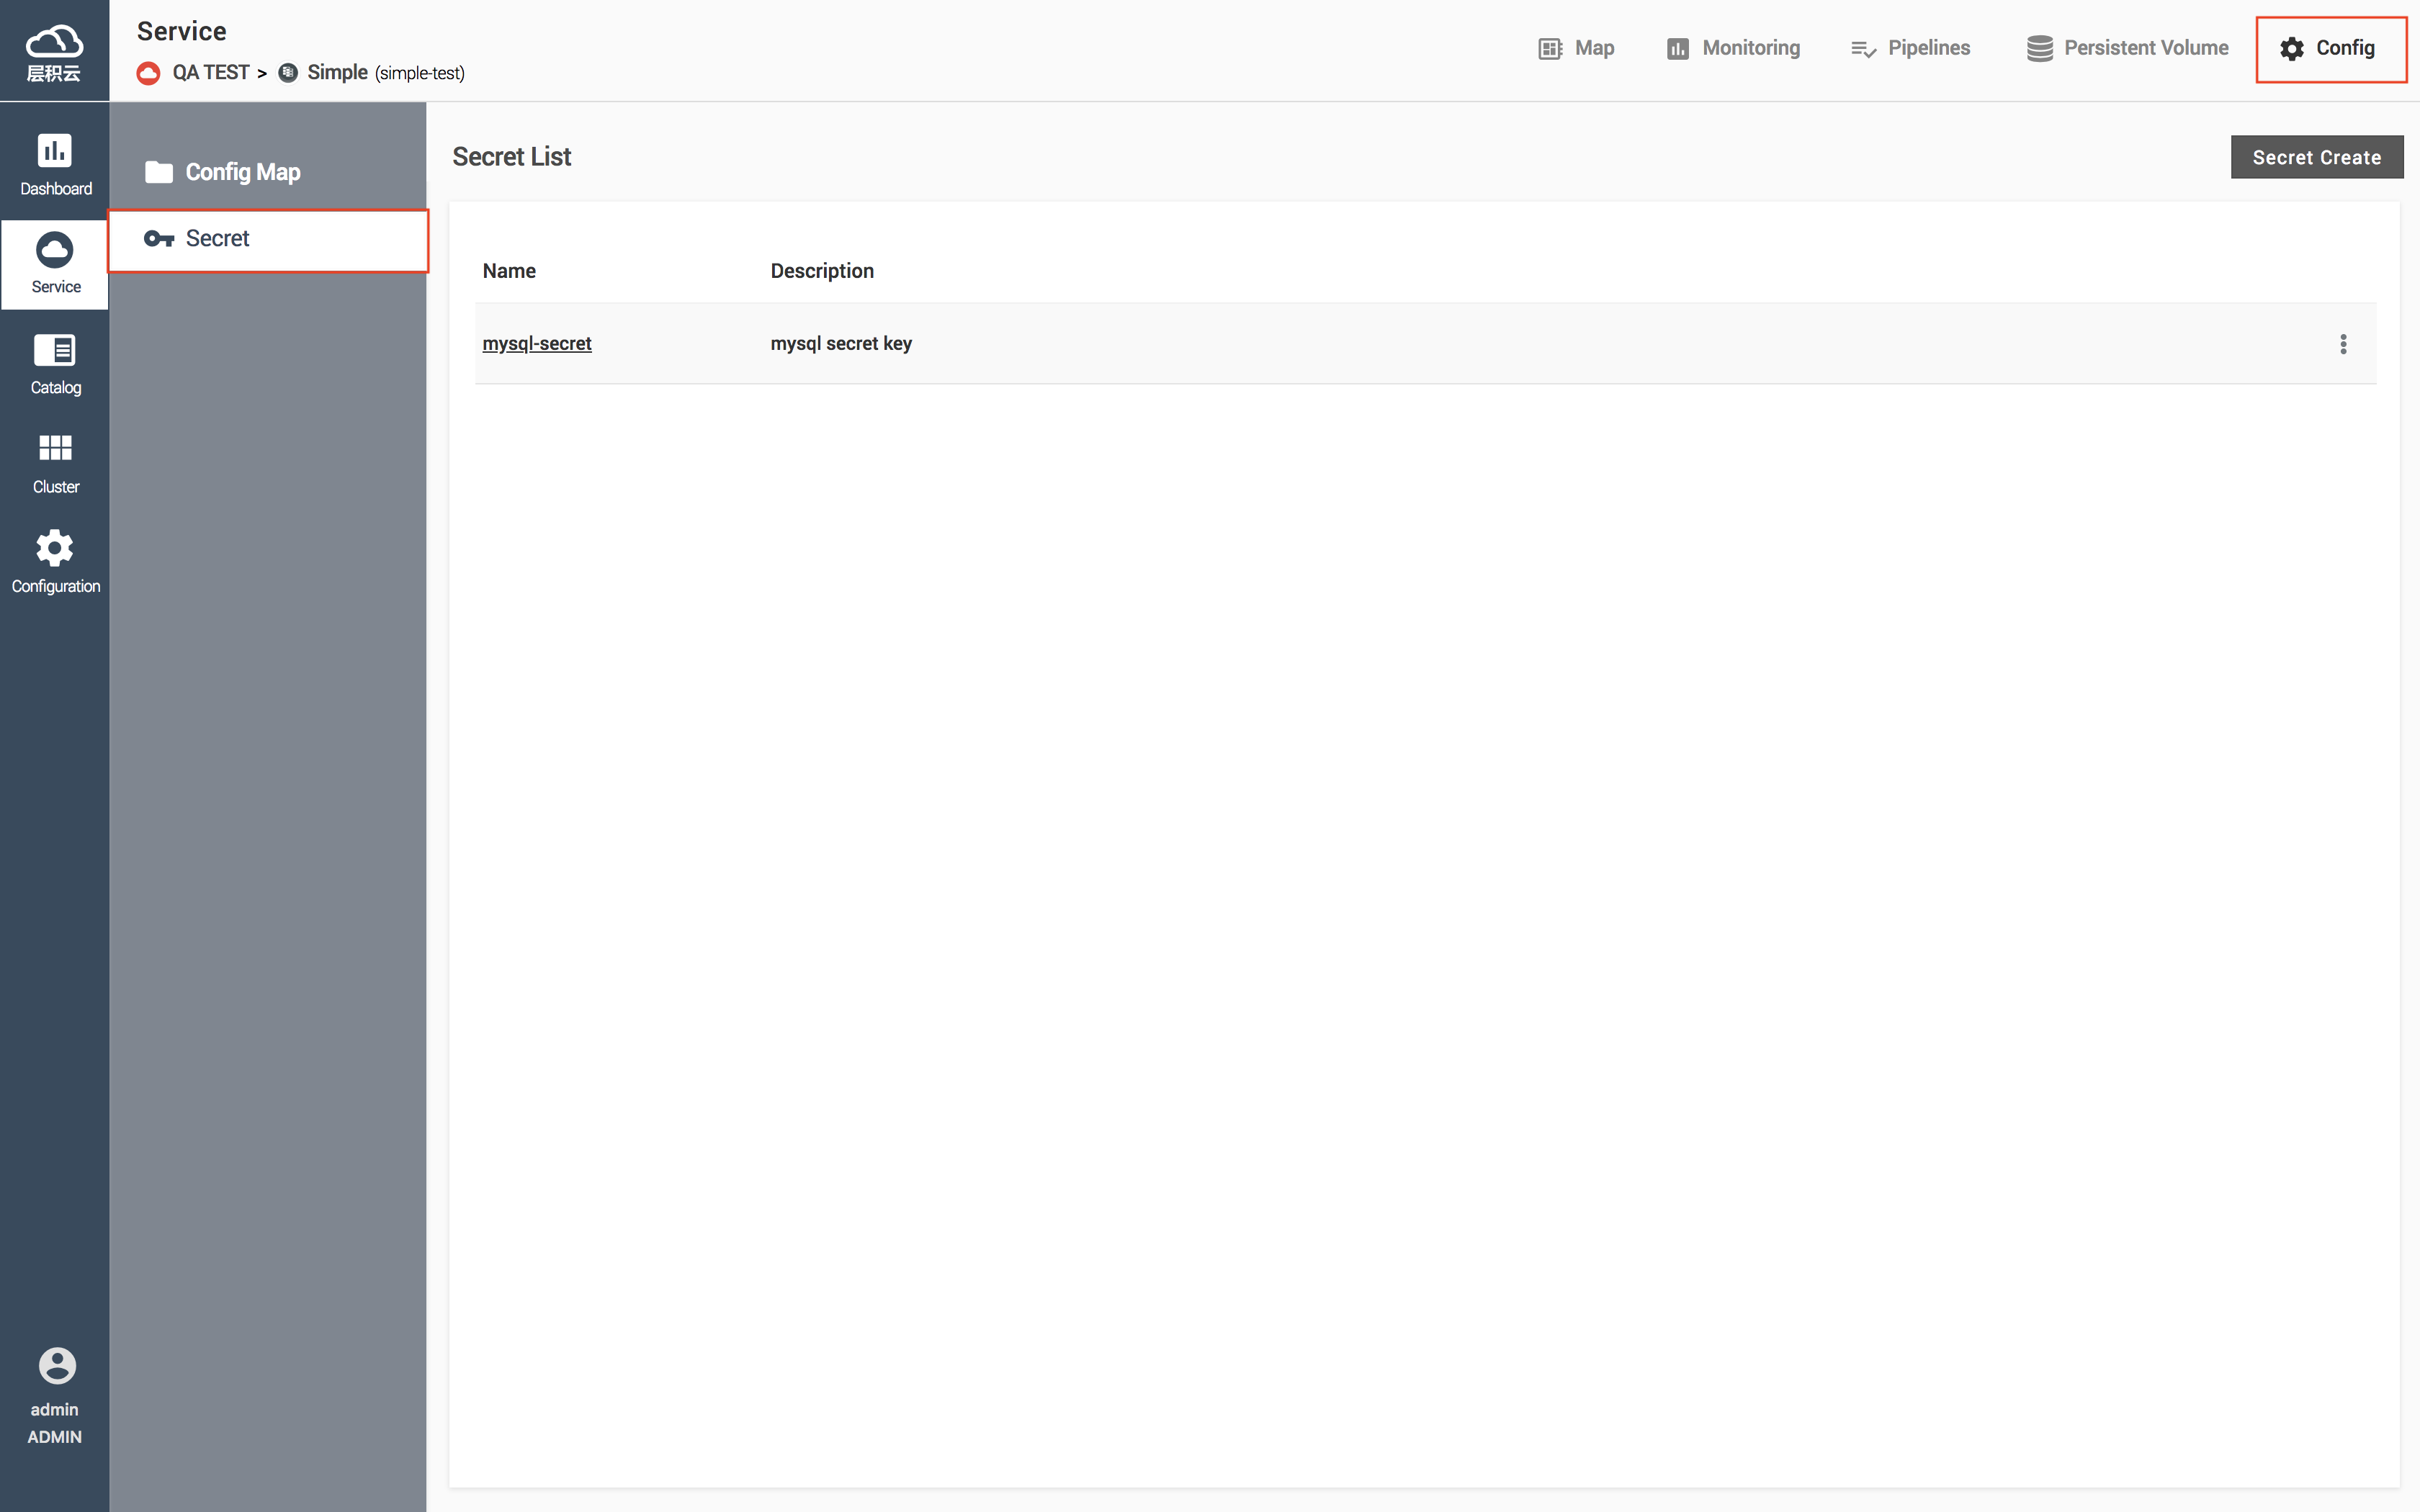 层积云
Service
QA TEST > Simple (simple-test)
Map
Monitoring
Pipelines
Persistent Volume
Config
Dashboard
Service
Catalog
Cluster
Configuration
admin
ADMIN
Config Map
Secret
Secret List
Secret Create
Name Description
mysql-secret mysql secret key